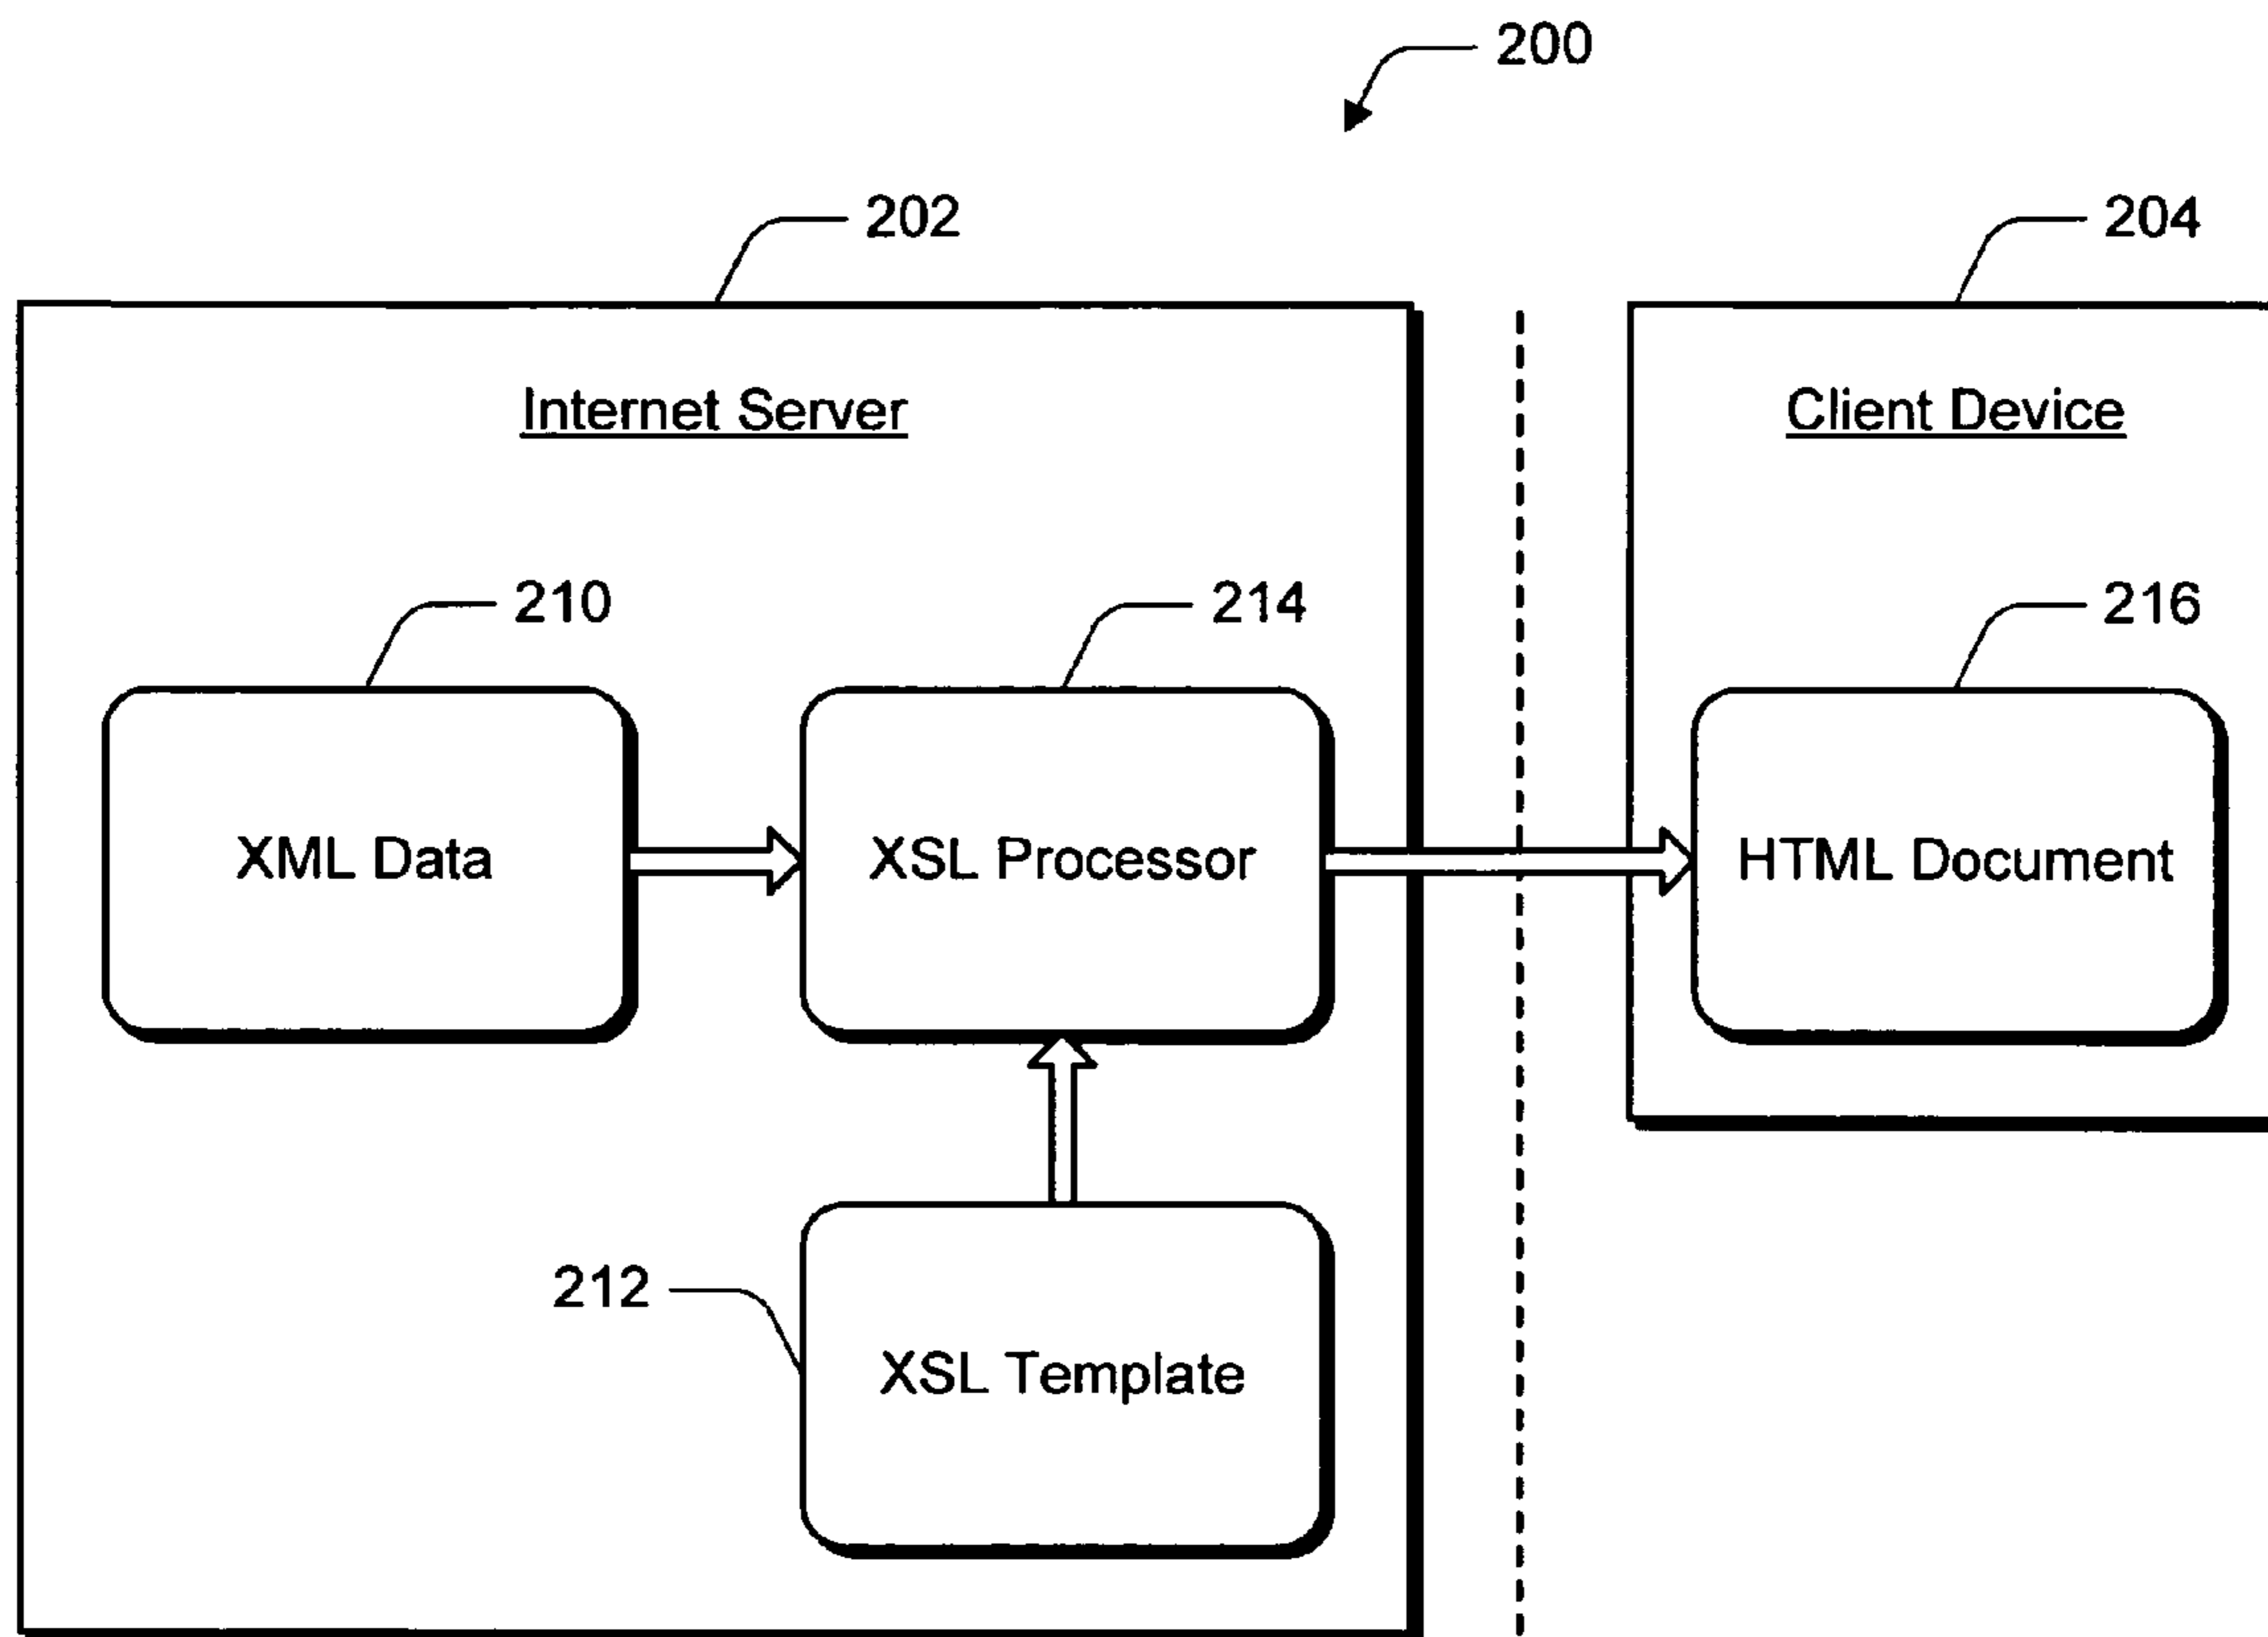 200
202
204
Internet Server
Client Device
210
214
216
XML Data
XSL Processor
HTML Document
212
XSL Template